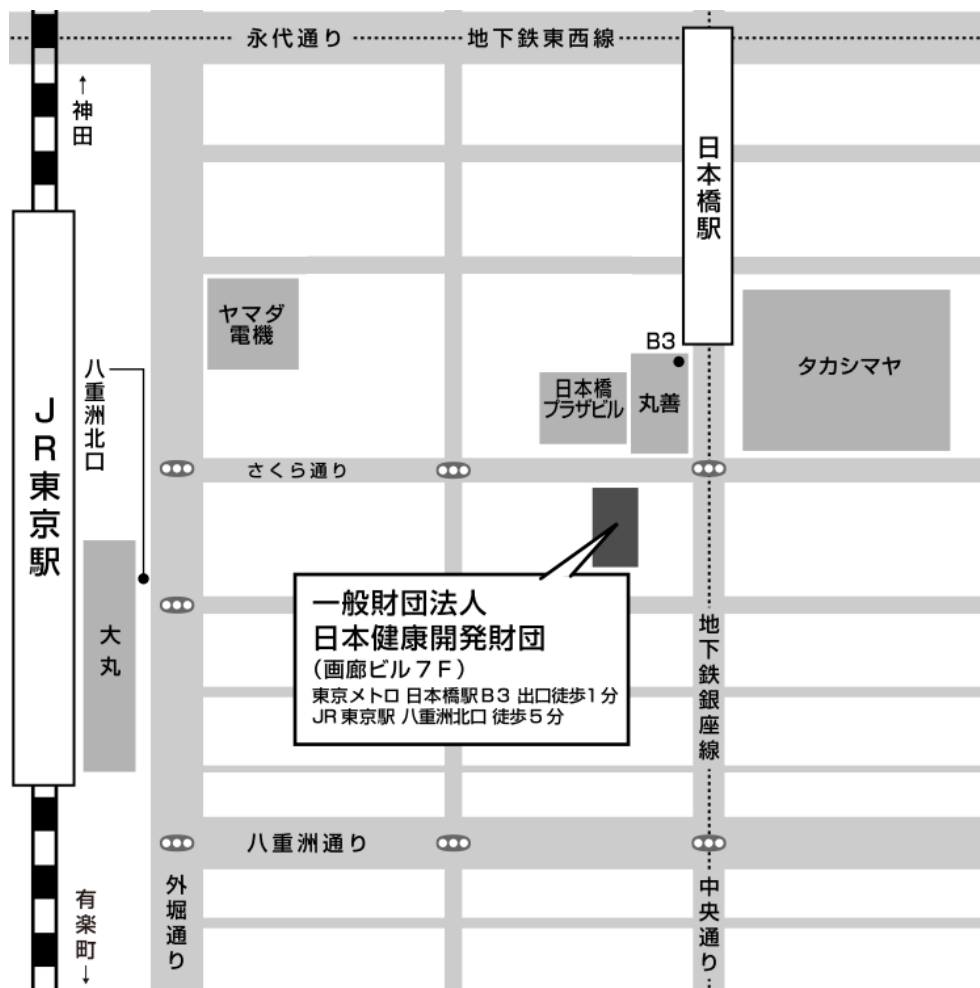 永代通り
地下鉄東西線
↑神田
日本橋駅
ヤマダ
電機
B3
タカシマヤ
八重洲北口
日本橋
プラザビル
丸善
JR東京駅
さくら通り
大丸
一般財団法人
日本健康開発財団
(画廊ビル7F)
東京メトロ 日本橋駅B3 出口徒歩1分
JR東京駅 八重洲北口 徒歩5分
地下鉄銀座線
八重洲通り
外堀通り
中央通り
有楽町↓